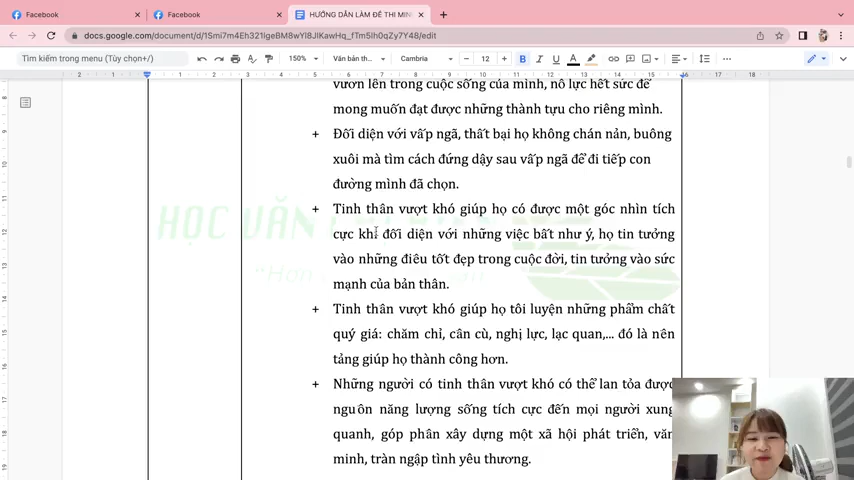 Facebook
Facebook
HƯỚNG DẪN LÀM ĐỀ THI MIN
docs.google.com/document/d/1Smi7m4Eh321IgeBM8wYI8JIKawHq_fTm5Ih0qZy7Y48/edit
Tìm kiếm trong menu (Tùy chọn+/)
150%
Văn bản th...
Cambria
12
vươn lên trong cuộc sống của mình, nỗ lực hết sức để
mong muốn đạt được những thành tựu cho riêng mình.
+ Đối diện với vấp ngã, thất bại họ không chán nản, buông
xuôi mà tìm cách đứng dậy sau vấp ngã để đi tiếp con
đường mình đã chọn.
+ Tinh thần vượt khó giúp họ có được một góc nhìn tích
cực khi đối diện với những việc bất như ý, họ tin tưởng
vào những điều tốt đẹp trong cuộc đời, tin tưởng vào sức
mạnh của bản thân.
+ Tinh thần vượt khó giúp họ tôi luyện những phẩm chất
quý giá: chăm chỉ, cần cù, nghị lực, lạc quan,... đó là nền
tảng giúp họ thành công hơn.
+ Những người có tinh thần vượt khó có thể lan tỏa được
nguồn năng lượng sống tích cực đến mọi người xung
quanh, góp phần xây dựng một xã hội phát triển, văn
minh, tràn ngập tình yêu thương.
HỌC VĂN